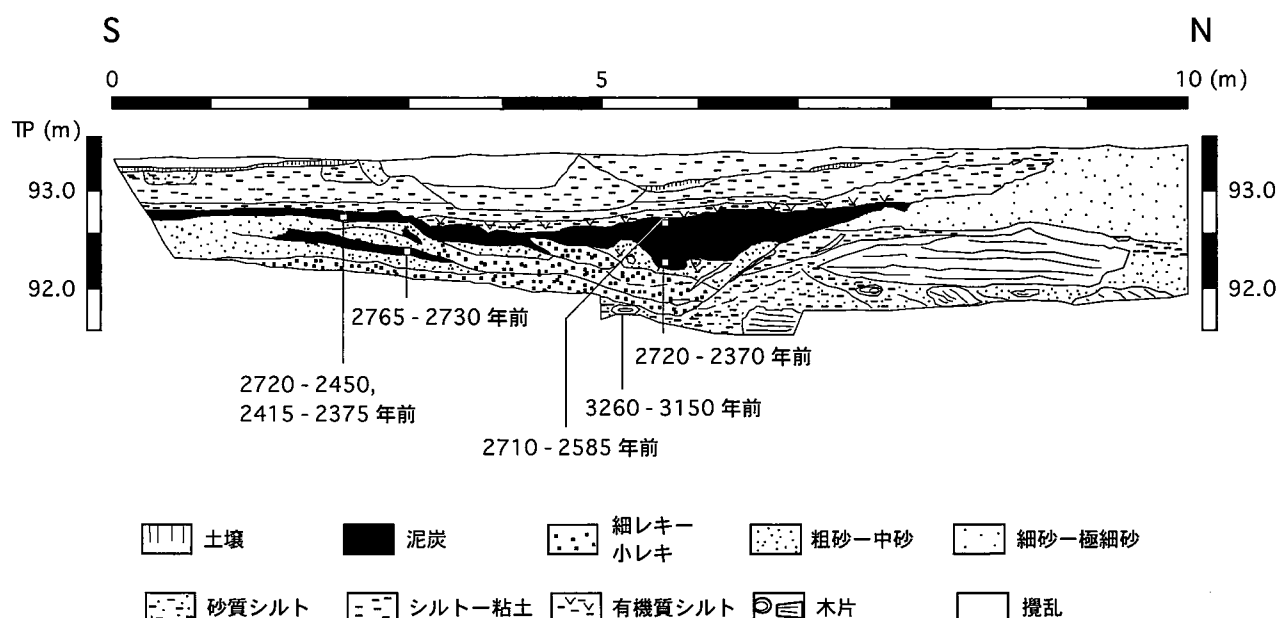 S
N
0
5
10 (m)
TP (m)
93.0
93.0
92.0
92.0
2765 - 2730 年前
2720 - 2370 年前
2720 - 2450,
2415 - 2375 年前
3260 - 3150 年前
2710 - 2585 年前
土壌
泥炭
細レキー
小レキ
粗砂ー中砂
細砂ー極細砂
砂質シルト
シルトー粘土
有機質シルト
木片
攪乱